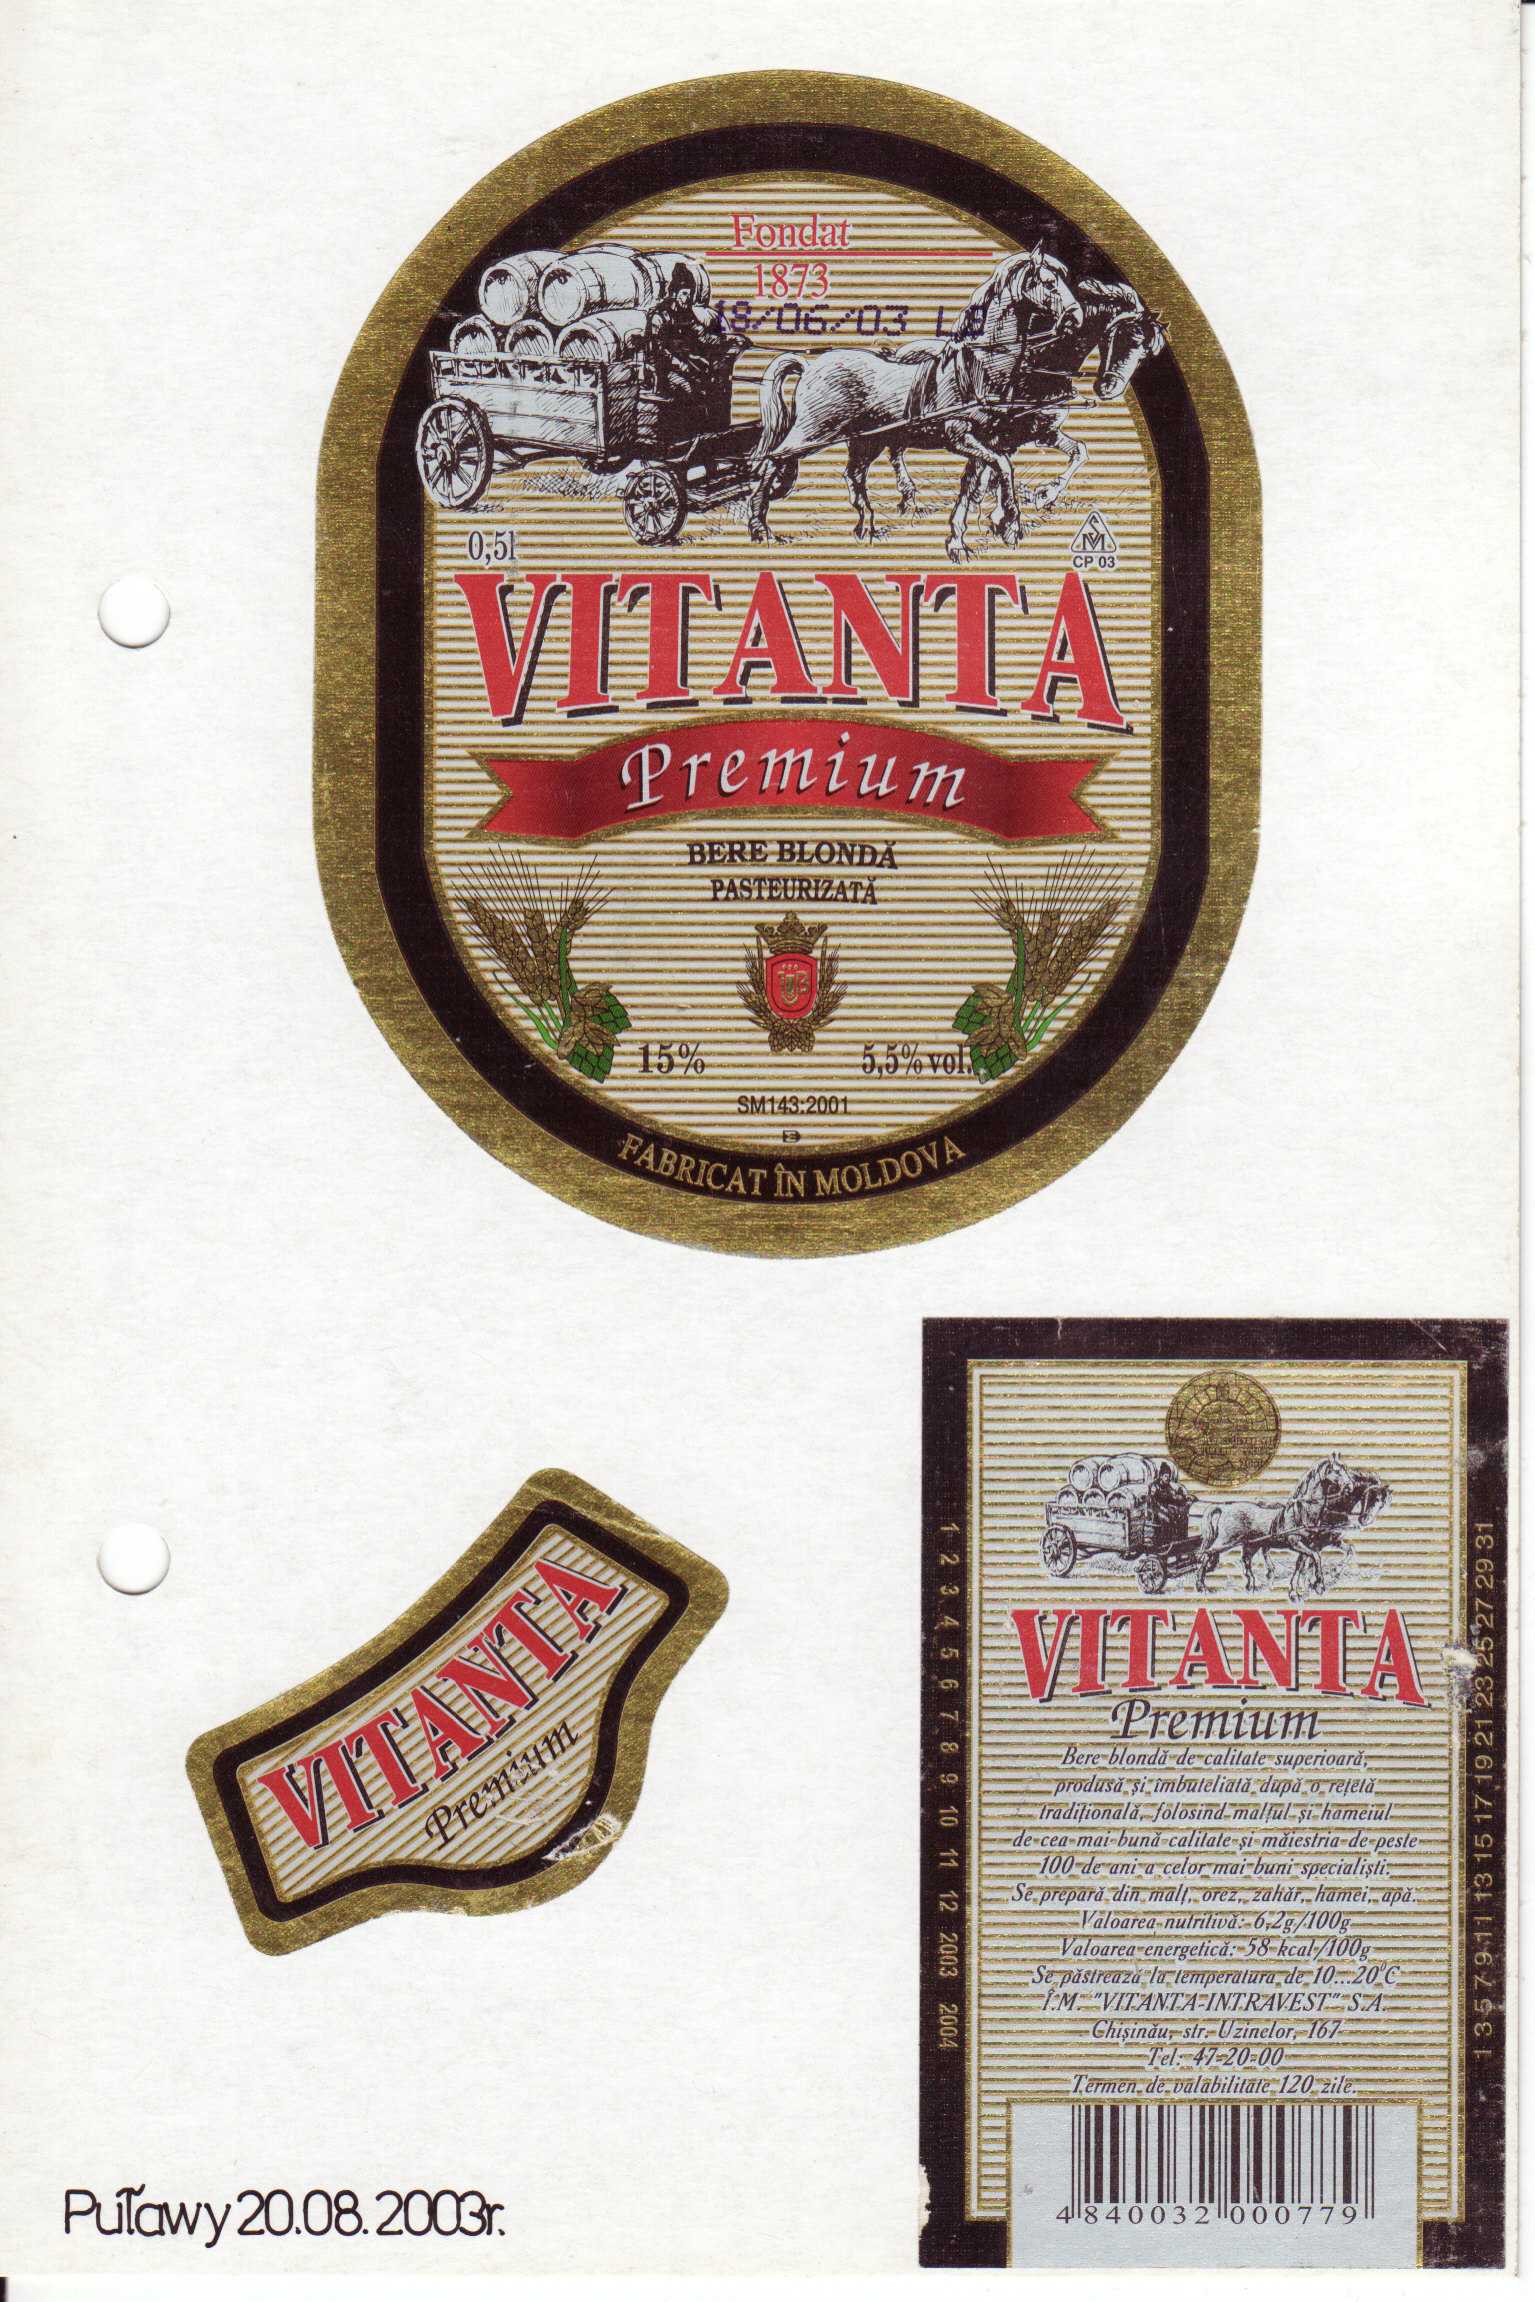 Fondat
1873
18/06/03 L8
0,5l
CP 03
VITANTA
Premium
BERE BLONDĂ
PASTEURIZATĂ
15%
5,5% vol.
SM143:2001
FABRICAT ÎN MOLDOVA
VITANTA
Premium
VITANTA
Premium
Bere blondă de calitate superioară,
produsă și îmbuteliată după o rețetă
tradițională, folosind malțul și hameiul
de cea mai bună calitate și măiestria de peste
100 de ani a celor mai buni specialiști.
Se prepară din malț, orez, zahăr, hamei, apă.
Valoarea nutritivă: 6,2g/100g
Valoarea energetică: 58 kcal/100g
Se păstrează la temperatura de 10...20°C
Î.M. "VITANTA-INTRAVEST" S.A.
Chișinău, str. Uzinelor, 167
Tel: 47-20-00
Termen de valabilitate 120 zile.
1 2 3 4 5 6 7 8 9 10 11 12 2003 2004
1 3 5 7 9 11 13 15 17 19 21 23 25 27 29 31
4 840032 000779
Puławy 20.08.2003r.